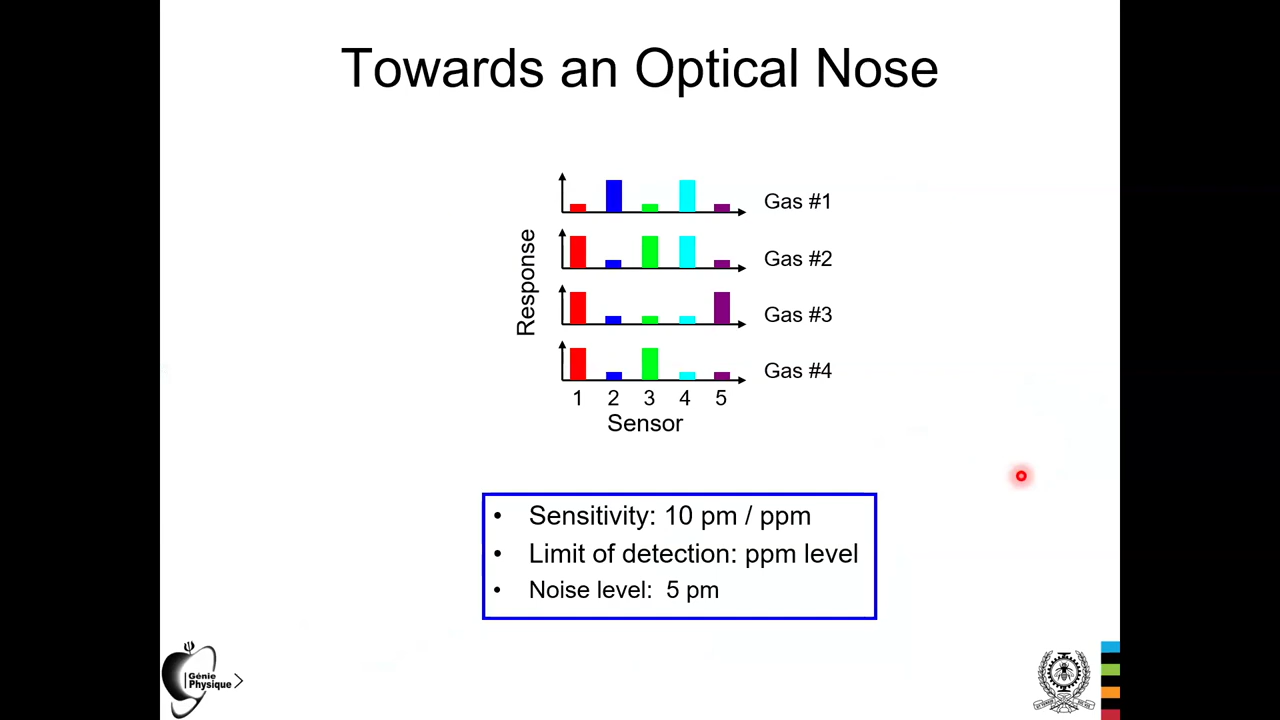 Towards an Optical Nose
Gas #1
Gas #2
Gas #3
Gas #4
Response
1 2 3 4 5
Sensor
• Sensitivity: 10 pm / ppm
• Limit of detection: ppm level
• Noise level: 5 pm
Génie
Physique